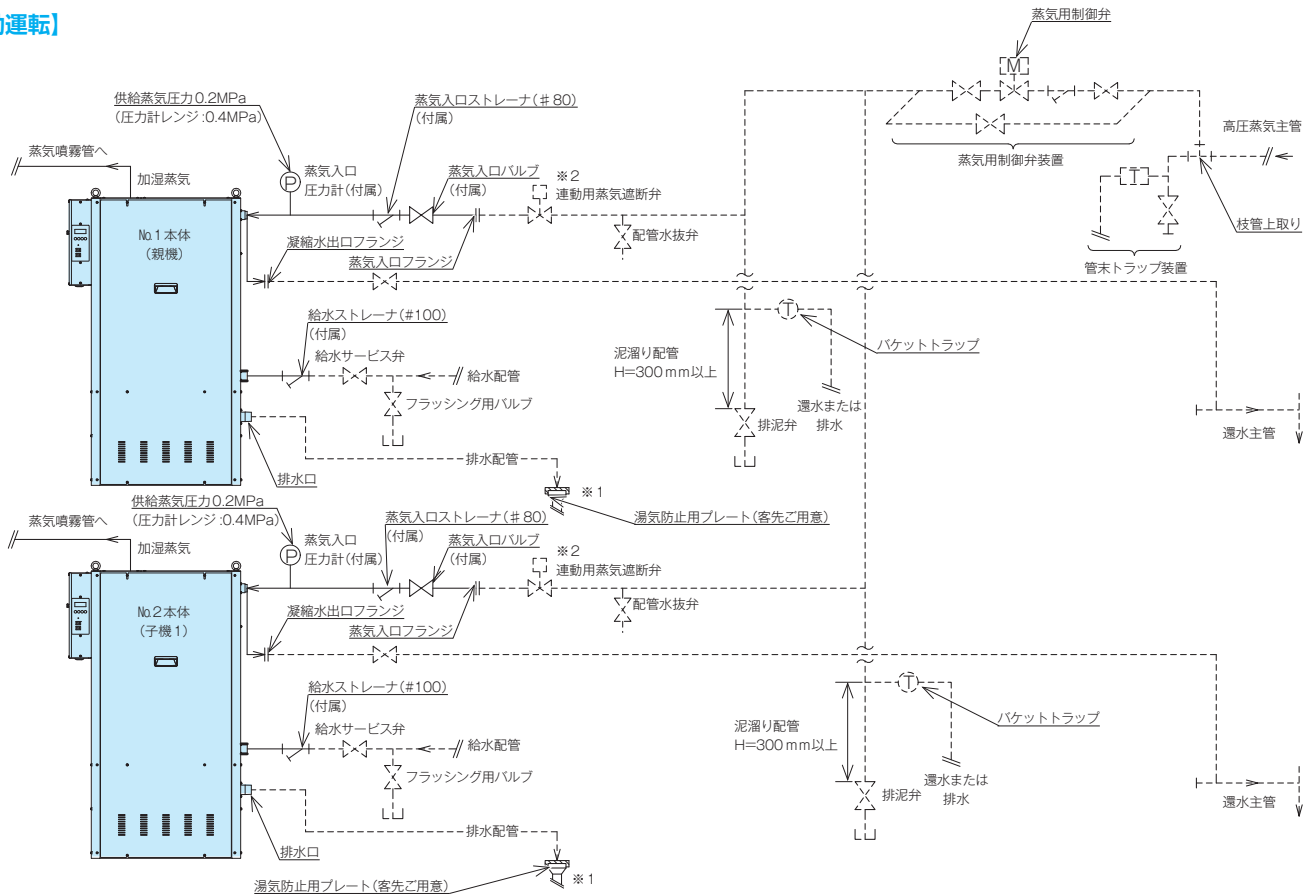 運転】
蒸気用制御弁
M
供給蒸気圧力0.2MPa
(圧力計レンジ:0.4MPa)
蒸気入口ストレーナ(♯80)
(付属)
高圧蒸気主管
蒸気用制御弁装置
蒸気噴霧管へ
加湿蒸気
P
蒸気入口
圧力計(付属)
蒸気入口バルブ
(付属)
※2
連動用蒸気遮断弁
T
枝管上取り
No.1本体
(親機)
配管水抜弁
凝縮水出口フランジ
蒸気入口フランジ
管末トラップ装置
給水ストレーナ(#100)
(付属)
給水サービス弁
給水配管
フラッシング用バルブ
T
バケットトラップ
泥溜り配管
H=300mm以上
還水または
排水
排泥弁
還水主管
排水配管
排水口
※1
湯気防止用プレート(客先ご用意)
供給蒸気圧力0.2MPa
(圧力計レンジ:0.4MPa)
蒸気入口ストレーナ(♯80)
(付属)
蒸気噴霧管へ
加湿蒸気
P
蒸気入口
圧力計(付属)
蒸気入口バルブ
(付属)
※2
連動用蒸気遮断弁
No.2本体
(子機1)
配管水抜弁
凝縮水出口フランジ
蒸気入口フランジ
給水ストレーナ(#100)
(付属)
給水サービス弁
給水配管
フラッシング用バルブ
T
バケットトラップ
泥溜り配管
H=300mm以上
還水または
排水
排泥弁
還水主管
排水配管
排水口
※1
湯気防止用プレート(客先ご用意)